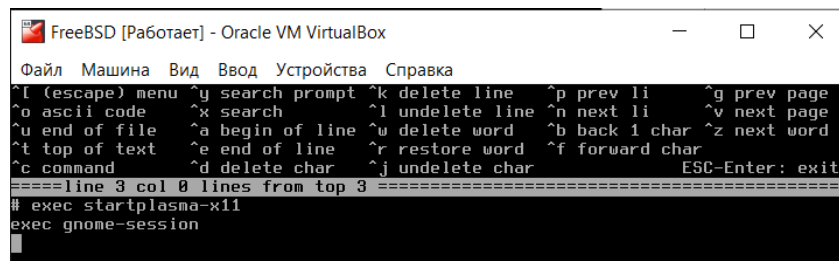 FreeBSD [Работает] - Oracle VM VirtualBox
Файл Машина Вид Ввод Устройства Справка
^[ (escape) menu ^y search prompt ^k delete line ^p prev li ^g prev page
^o ascii code ^x search ^l undelete line ^n next li ^v next page
^u end of file ^a begin of line ^w delete word ^b back 1 char ^z next word
^t top of text ^e end of line ^r restore word ^f forward char
^c command ^d delete char ^j undelete char ESC-Enter: exit
=====line 3 col 0 lines from top 3 ============================================
# exec startplasma-x11
exec gnome-session